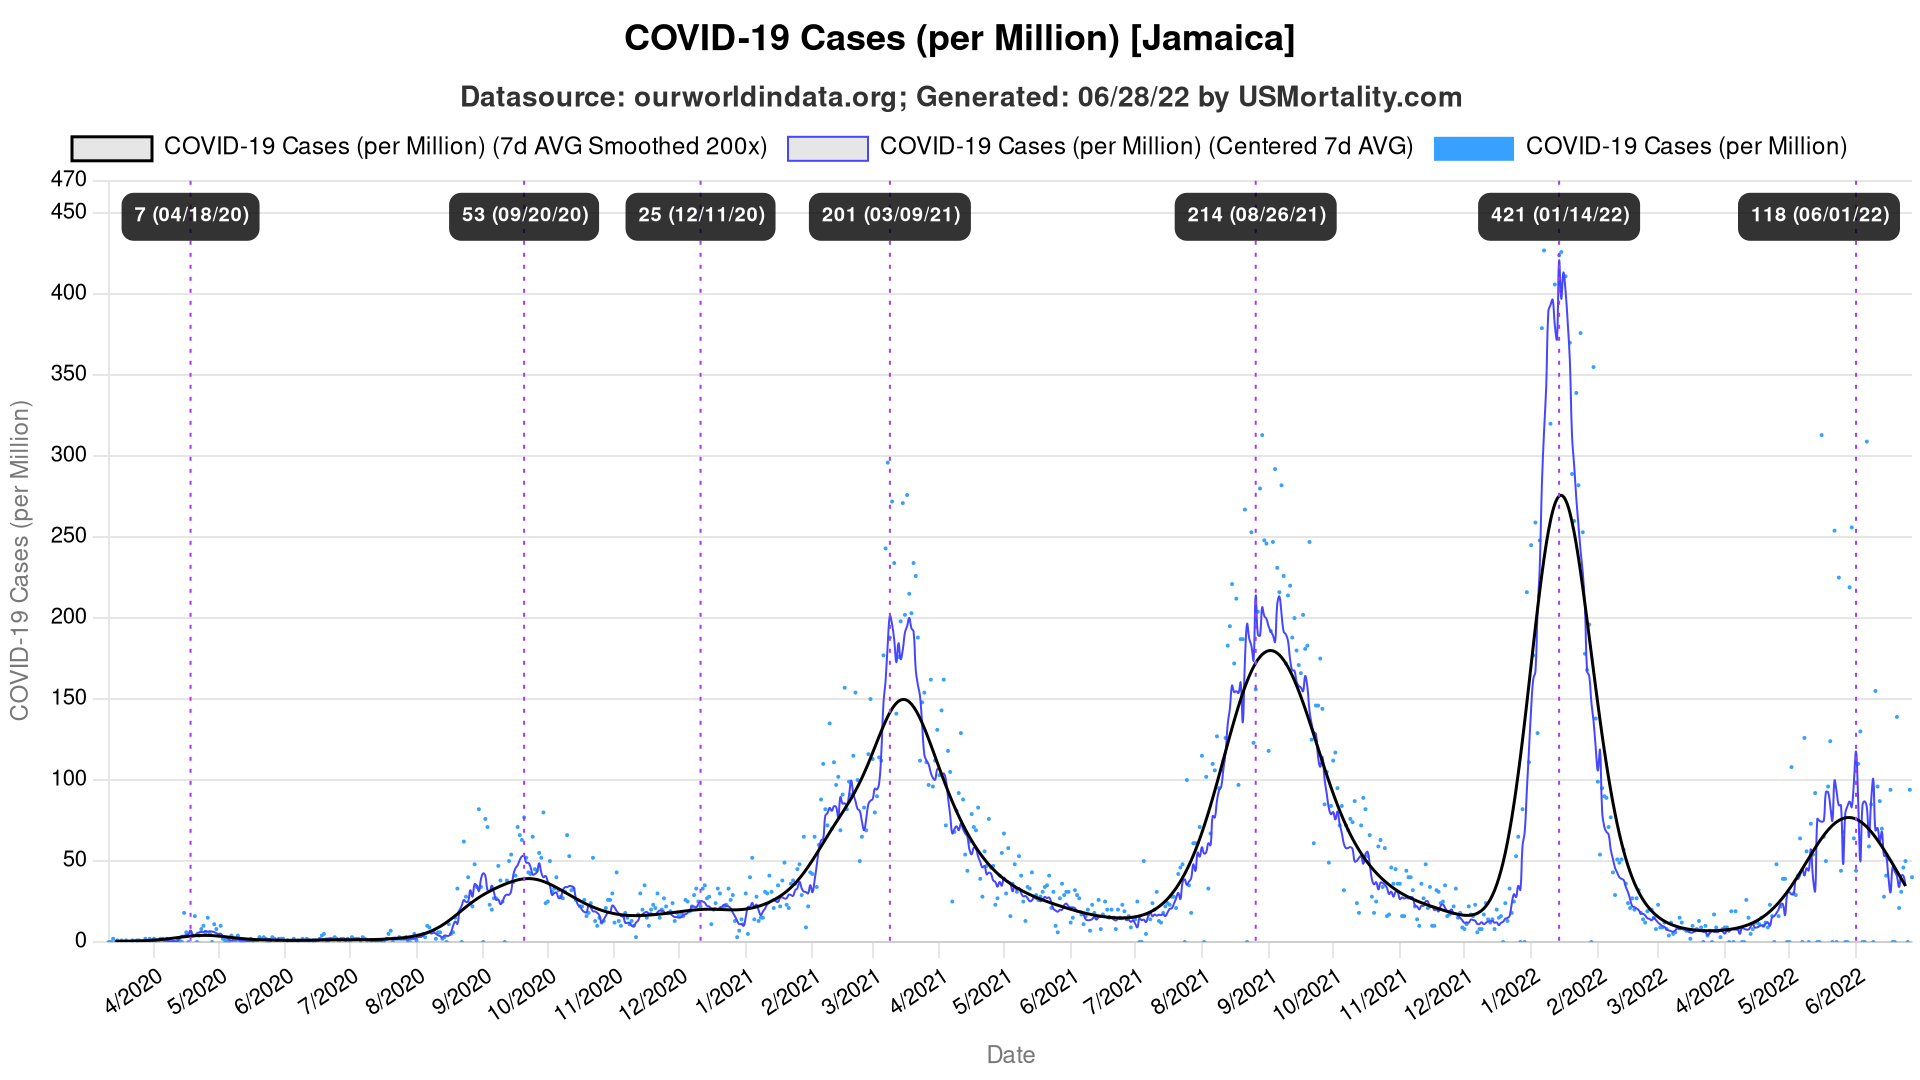 COVID-19 Cases (per Million) [Jamaica]
Datasource: ourworldindata.org; Generated: 06/28/22 by USMortality.com
COVID-19 Cases (per Million) (7d AVG Smoothed 200x) COVID-19 Cases (per Million) (Centered 7d AVG) COVID-19 Cases (per Million)
7 (04/18/20) 53 (09/20/20) 25 (12/11/20) 201 (03/09/21) 214 (08/26/21) 421 (01/14/22) 118 (06/01/22)
COVID-19 Cases (per Million)
470
450
400
350
300
250
200
150
100
50
0
4/2020 5/2020 6/2020 7/2020 8/2020 9/2020 10/2020 11/2020 12/2020 1/2021 2/2021 3/2021 4/2021 5/2021 6/2021 7/2021 8/2021 9/2021 10/2021 11/2021 12/2021 1/2022 2/2022 3/2022 4/2022 5/2022 6/2022
Date